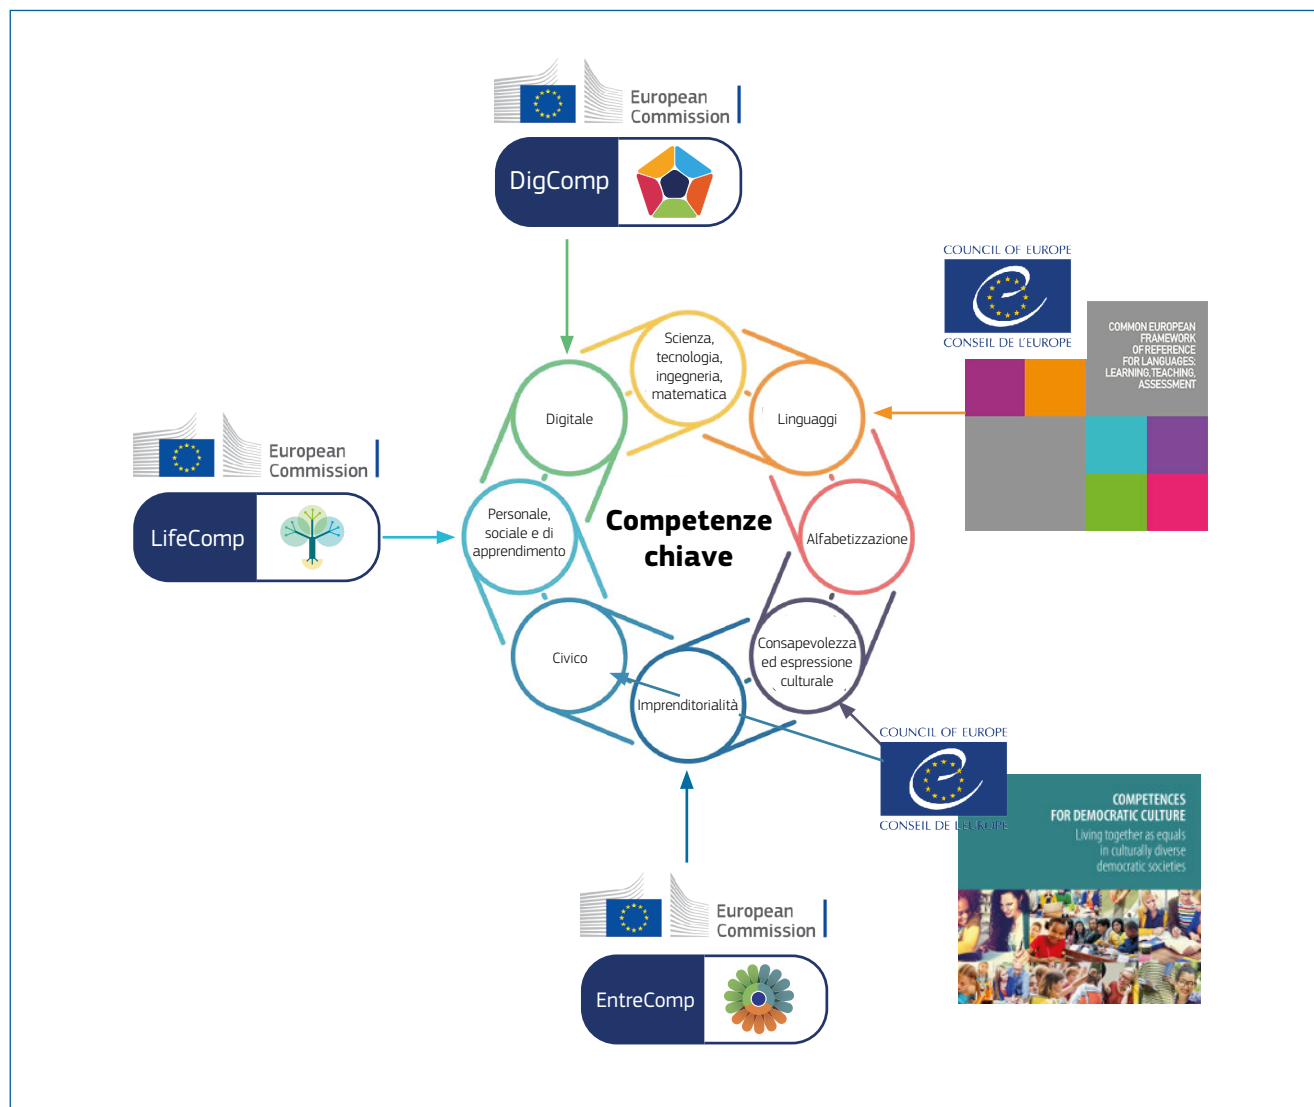 European
Commission
DigComp
COUNCIL OF EUROPE
CONSEIL DE L'EUROPE
COMMON EUROPEAN
FRAMEWORK
OF REFERENCE
FOR LANGUAGES:
LEARNING, TEACHING,
ASSESSMENT
Scienza,
tecnologia,
ingegneria,
matematica
Digitale
Linguaggi
European
Commission
LifeComp
Personale,
sociale e di
apprendimento
Competenze
chiave
Alfabetizzazione
Civico
Consapevolezza
ed espressione
culturale
Imprenditorialità
COUNCIL OF EUROPE
CONSEIL DE L'EUROPE
COMPETENCES
FOR DEMOCRATIC CULTURE
Living together as equals
in culturally diverse
democratic societies
European
Commission
EntreComp